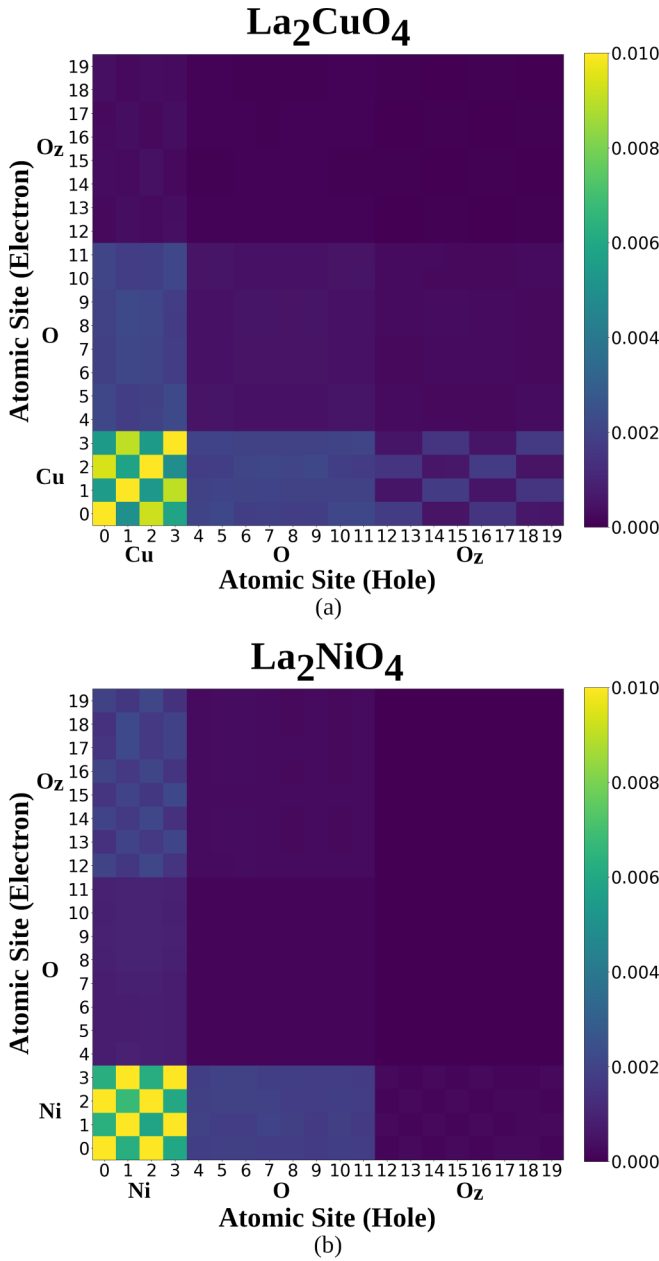 La2CuO4
0.010
19
18
17
Oz 16
15
14
13
12
0.008
11
10
9
O 8
7
6
5
4
0.006
3
Cu 2
1
0
0.004
0.002
0.000
Atomic Site (Electron)
0 1 2 3 4 5 6 7 8 9 10 11 12 13 14 15 16 17 18 19
Cu O Oz
Atomic Site (Hole)
(a)
La2NiO4
0.010
19
18
17
Oz 16
15
14
13
12
0.008
11
10
9
O 8
7
6
5
4
0.006
3
Ni 2
1
0
0.004
0.002
0.000
Atomic Site (Electron)
0 1 2 3 4 5 6 7 8 9 10 11 12 13 14 15 16 17 18 19
Ni O Oz
Atomic Site (Hole)
(b)